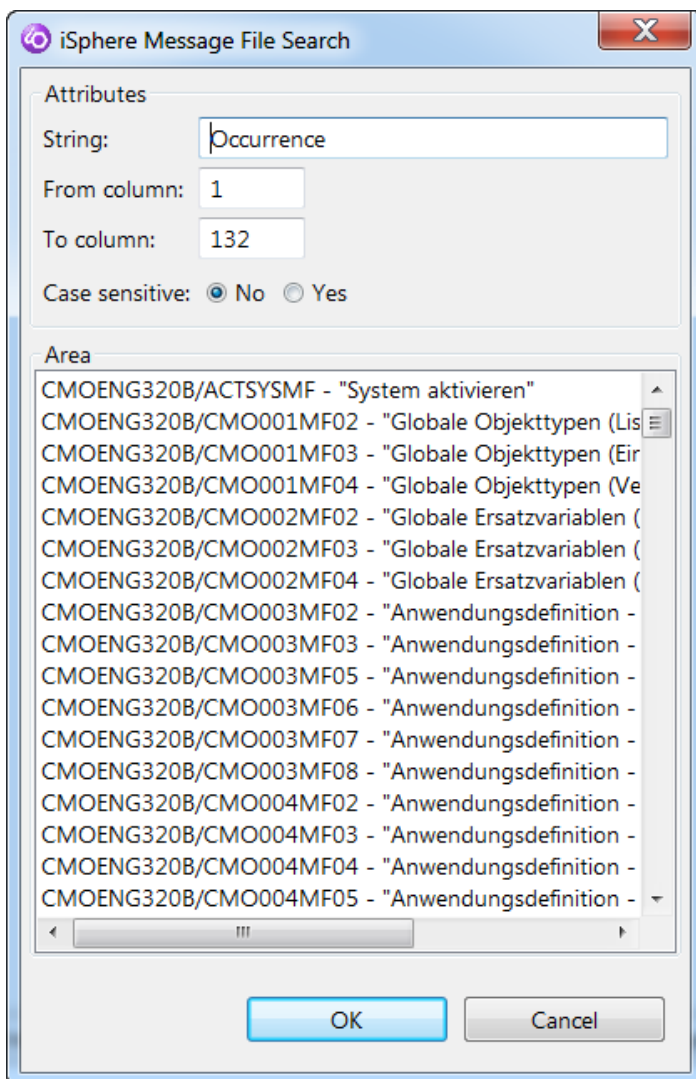 iSphere Message File Search
Attributes
String: Occurrence
From column: 1
To column: 132
Case sensitive: No Yes
Area
CMOENG320B/ACTSYSMF - "System aktivieren"
CMOENG320B/CMO001MF02 - "Globale Objekttypen (Lis
CMOENG320B/CMO001MF03 - "Globale Objekttypen (Ein
CMOENG320B/CMO001MF04 - "Globale Objekttypen (Ve
CMOENG320B/CMO002MF02 - "Globale Ersatzvariablen (
CMOENG320B/CMO002MF03 - "Globale Ersatzvariablen (
CMOENG320B/CMO002MF04 - "Globale Ersatzvariablen (
CMOENG320B/CMO003MF02 - "Anwendungsdefinition -
CMOENG320B/CMO003MF03 - "Anwendungsdefinition -
CMOENG320B/CMO003MF05 - "Anwendungsdefinition -
CMOENG320B/CMO003MF06 - "Anwendungsdefinition -
CMOENG320B/CMO003MF07 - "Anwendungsdefinition -
CMOENG320B/CMO003MF08 - "Anwendungsdefinition -
CMOENG320B/CMO004MF02 - "Anwendungsdefinition -
CMOENG320B/CMO004MF03 - "Anwendungsdefinition -
CMOENG320B/CMO004MF04 - "Anwendungsdefinition -
CMOENG320B/CMO004MF05 - "Anwendungsdefinition -
OK Cancel